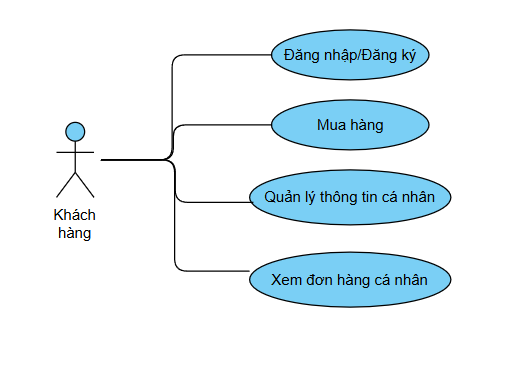 Đăng nhập/Đăng ký
Mua hàng
Quản lý thông tin cá nhân
Xem đơn hàng cá nhân
Khách
hàng